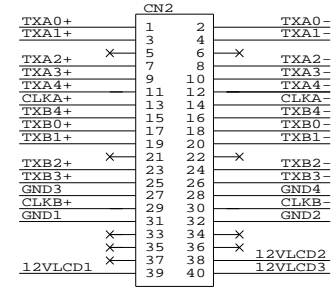 CN2
TXA0+ 1 2 TXA0-
TXA1+ 3 4 TXA1-
5 6
TXA2+ 7 8 TXA2-
TXA3+ 9 10 TXA3-
TXA4+ 11 12 TXA4-
CLKA+ 13 14 CLKA-
TXB4+ 15 16 TXB4-
TXB0+ 17 18 TXB0-
TXB1+ 19 20 TXB1-
21 22
TXB2+ 23 24 TXB2-
TXB3+ 25 26 TXB3-
GND3 27 28 GND4
CLKB+ 29 30 CLKB-
GND1 31 32 GND2
33 34
35 36
37 38 12VLCD2
12VLCD1 39 40 12VLCD3